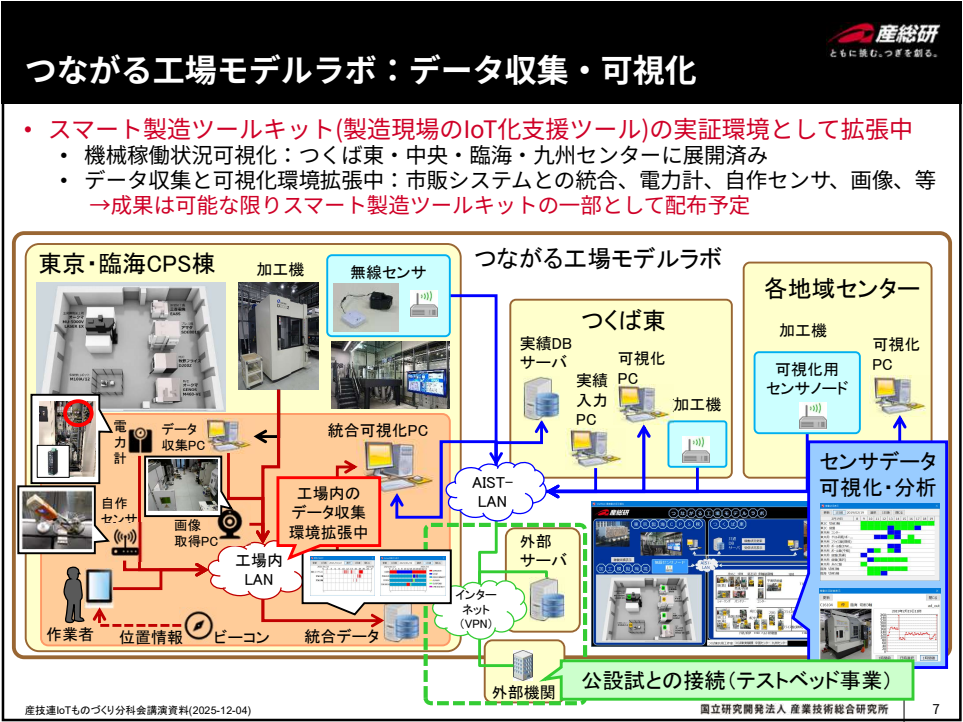 産総研
ともに挑む。つぎを創る。
つながる工場モデルラボ：データ収集・可視化
• スマート製造ツールキット(製造現場のIoT化支援ツール)の実証環境として拡張中
• 機械稼働状況可視化：つくば東・中央・臨海・九州センターに展開済み
• データ収集と可視化環境拡張中：市販システムとの統合、電力計、自作センサ、画像、等
→成果は可能な限りスマート製造ツールキットの一部として配布予定
つながる工場モデルラボ
東京・臨海CPS棟
加工機
無線センサ
電力計
データ
収集PC
自作
センサ
画像
取得PC
統合可視化PC
工場内の
データ収集
環境拡張中
工場内
LAN
作業者
位置情報
ビーコン
統合データ
つくば東
実績DB
サーバ
可視化
PC
実績
入力
PC
加工機
AIST-
LAN
各地域センター
加工機
可視化用
センサノード
可視化
PC
センサデータ
可視化・分析
外部
サーバ
インター
ネット
(VPN)
外部機関
公設試との接続(テストベッド事業)
産総研
つながる工場モデルラボ
AIST-
LAN
産技連IoTものづくり分科会講演資料(2025-12-04)
国立研究開発法人 産業技術総合研究所
7